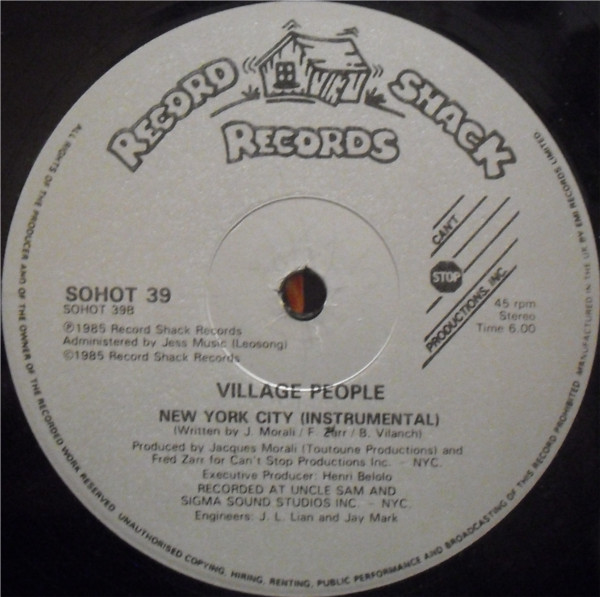 RECORD SHACK
RECORDS
CAN'T
STOP
PRODUCTIONS, INC.
SOHOT 39
SOHOT 39B
45 rpm
Stereo
Time 6.00
℗1985 Record Shack Records
Administered by Jess Music (Leosong)
©1985 Record Shack Records
VILLAGE PEOPLE
NEW YORK CITY (INSTRUMENTAL)
(Written by J. Morali / F. Zarr / B. Vilanch)
Produced by Jacques Morali (Toutoune Productions) and
Fred Zarr for Can't Stop Productions Inc. - NYC.
Executive Producer: Henri Belolo
RECORDED AT UNCLE SAM AND
SIGMA SOUND STUDIOS INC. - NYC.
Engineers: J. L. Lian and Jay Mark
ALL RIGHTS OF THE PRODUCER AND OF THE OWNER OF THE RECORDED WORK RESERVED. UNAUTHORISED COPYING, HIRING, RENTING, PUBLIC PERFORMANCE AND BROADCASTING OF THIS RECORD PROHIBITED. MANUFACTURED IN THE U.K. BY EMI RECORDS LIMITED